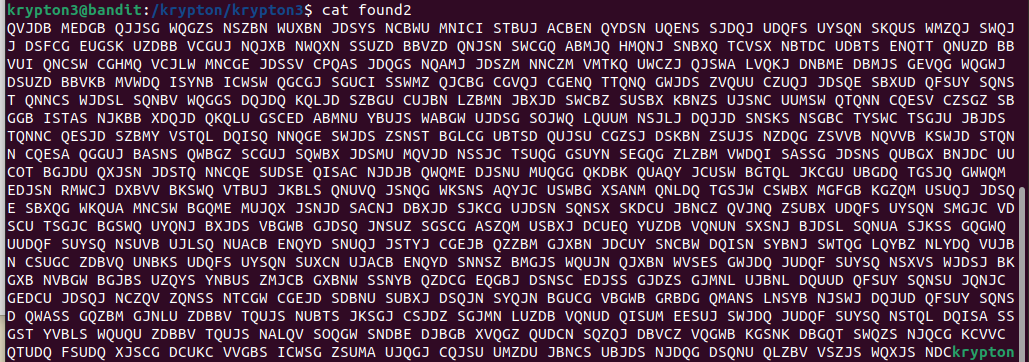 krypton3@bandit:/krypton/krypton3$ cat found2
QVJDB MEDGB QJJSG WQGZS NSZBN WUXBN JDSYS NCBWU MNICI STBUJ ACBEN QYDSN UQENS SJDQJ UDQFS UYSQN SKQUS WMZQJ SWQJ
J DSFCG EUGSK UZDBB VCGUJ NQJXB NWQXN SSUZD BBVZD QNJSN SWCGQ ABMJQ HMQNJ SNBXQ TCVSX NBTDC UDBTS ENQTT QNUZD BB
VUI QNCSW CGHMQ VCJLW MNCGE JDSSV CPQAS JDQGS NQAMJ JDSZM NNCZM VMTKQ UWCZJ QJSWA LVQKJ DNBME DBMJS GEVQG WQGWJ
DSUZD BBVKB MVWDQ ISYNB ICWSW QGCGJ SGUCI SSWMZ QJCBG CGVQJ CGENQ TTQNQ GWJDS ZVQUU CZUQJ JDSQE SBXUD QFSUY SQNS
T QNNCS WJDSL SQNBV WQGGS DQJDQ KQLJD SZBGU CUJBN LZBMN JBXJD SWCBZ SUSBX KBNZS UJSNC UUMSW QTQNN CQESV CZSGZ SB
GGB ISTAS NJKBB XDQJD QKQLU GSCED ABMNU YBUJS WABGW UJDSG SOJWQ LQUUM NSJLJ DQJJD SNSKS NSGBC TYSWC TSGJU JBJDS
TQNNC QESJD SZBMY VSTQL DQISQ NNQGE SWJDS ZSNST BGLCG UBTSD QUJSU CGZSJ DSKBN ZSUJS NZDQG ZSVVB NQVVB KSWJD STQN
N CQESA QGGUJ BASNS QWBGZ SCGUJ SQWBX JDSMU MQVJD NSSJC TSUQG GSUYN SEGQG ZLZBM VWDQI SASSG JDSNS QUBGX BNJDC UU
COT BGJDU QXJSN JDSTQ NNCQE SUDSE QISAC NJDJB QWQME DJSNU MUQGG QKDBK QUAQY JCUSW BGTQL JKCGU UBGDQ TGSJQ GWWQM
EDJSN RMWCJ DXBVV BKSWQ VTBUJ JKBLS QNUVQ JSNQG WKSNS AQYJC USWBG XSANM QNLDQ TGSJW CSWBX MGFGB KGZQM USUQJ JDSQ
E SBXQG WKQUA MNCSW BGQME MUJQX JSNJD SACNJ DBXJD SJKCG UJDSN SQNSX SKDCU JBNCZ QVJNQ ZSUBX UDQFS UYSQN SMGJC VD
SCU TSGJC BGSWQ UYQNJ BXJDS VBGWB GJDSQ JNSUZ SGSCG ASZQM USBXJ DCUEQ YUZDB VQNUN SXSNJ BJDSL SQNUA SJKSS GQGWQ
UUDQF SUYSQ NSUVB UJLSQ NUACB ENQYD SNUQJ JSTYJ CGEJB QZZBM GJXBN JDCUY SNCBW DQISN SYBNJ SWTQG LQYBZ NLYDQ VUJB
N CSUGC ZDBVQ UNBKS UDQFS UYSQN SUXCN UJACB ENQYD SNNSZ BMGJS WQUJN QJXBN WVSES GWJDQ JUDQF SUYSQ NSXVS WJDSJ BK
GXB NVBGW BGJBS UZQYS YNBUS ZMJCB GXBNW SSNYB QZDCG EQGBJ DSNSC EDJSS GJDZS GJMNL UJBNL DQUUD QFSUY SQNSU JQNJC
GEDCU JDSQJ NCZQV ZQNSS NTCGW CGEJD SDBNU SUBXJ DSQJN SYQJN BGUCG VBGWB GRBDG QMANS LNSYB NJSWJ DQJUD QFSUY SQNS
D QWASS GQZBM GJNLU ZDBBV TQUJS NUBTS JKSGJ CSJDZ SGJMN LUZDB VQNUD QISUM EESUJ SWJDQ JUDQF SUYSQ NSTQL DQISA SS
GST YVBLS WQUQU ZDBBV TQUJS NALQV SOQGW SNDBE DJBGB XVQGZ QUDCN SQZQJ DBVCZ VQGWB KGSNK DBGQT SWQZS NJQCG KCVVC
QTUDQ FSUDQ XJSCG DCUKC VVGBS ICWSG ZSUMA UJQGJ CQJSU UMZDU JBNCS UBJDS NJDQG DSQNU QLZBV VSZJS WQXJS NDCkrypton